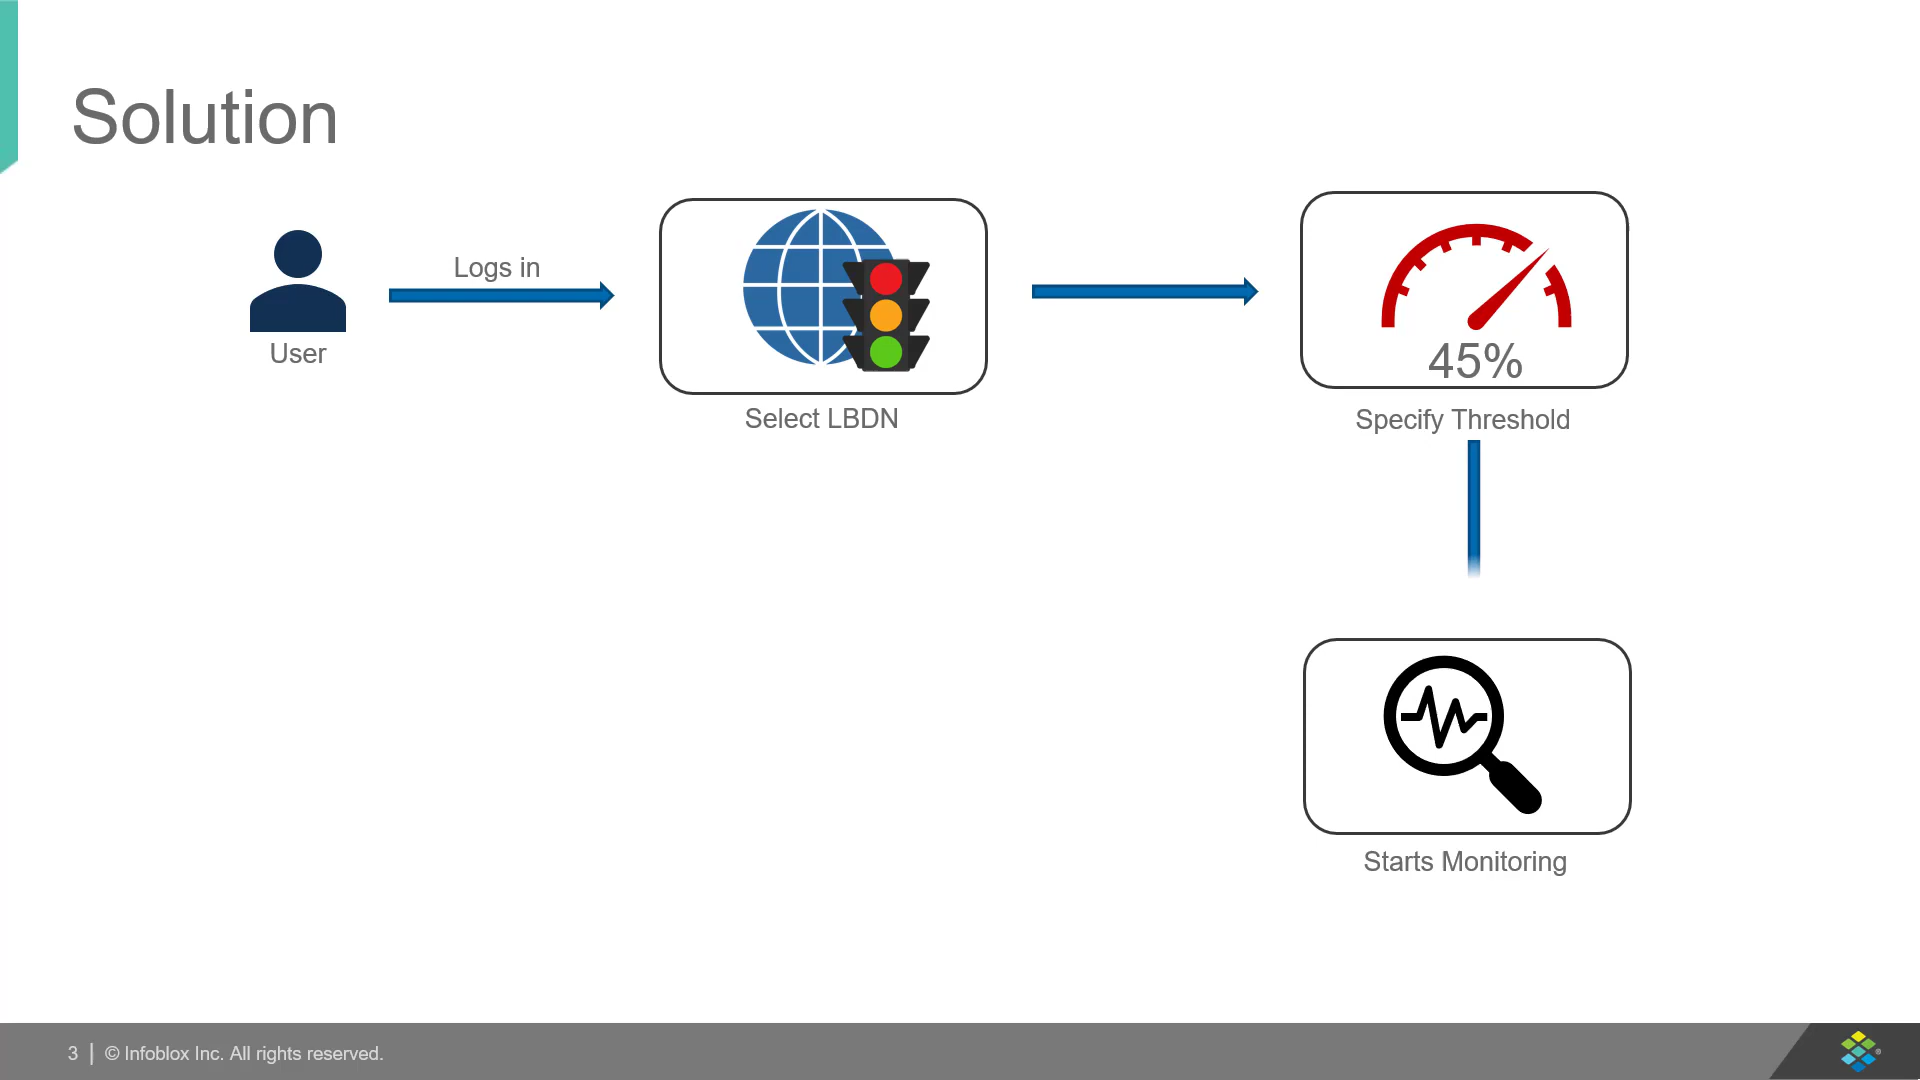 Solution
Logs in
User
Select LBDN
45%
Specify Threshold
Starts Monitoring
3 | © Infoblox Inc. All rights reserved.
®